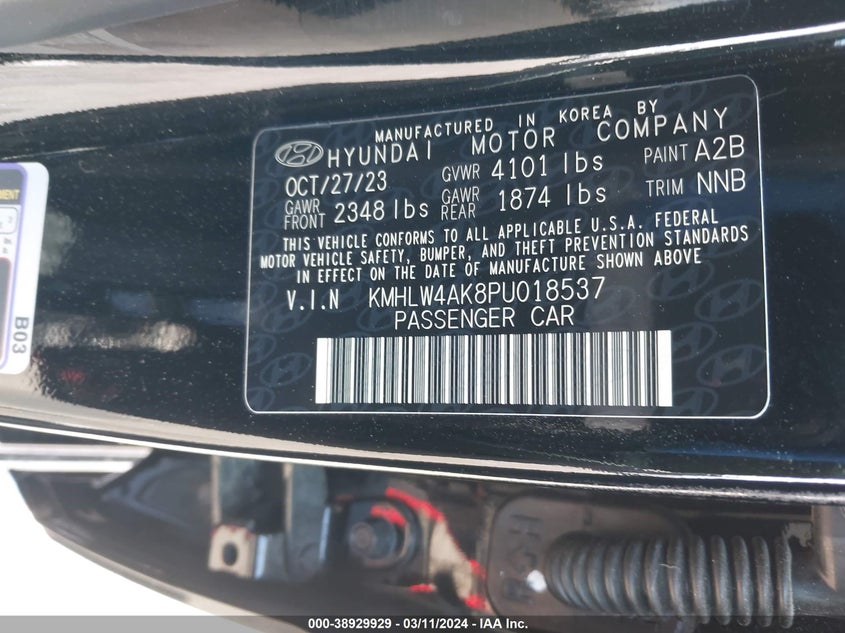 MANUFACTURED IN KOREA BY
HYUNDAI MOTOR COMPANY
OCT/27/23 GVWR 4101 lbs PAINT A2B
GAWR FRONT 2348 lbs GAWR REAR 1874 lbs TRIM NNB
THIS VEHICLE CONFORMS TO ALL APPLICABLE U.S.A. FEDERAL
MOTOR VEHICLE SAFETY, BUMPER, AND THEFT PREVENTION STANDARDS
IN EFFECT ON THE DATE OF MANUFACTURE SHOWN ABOVE
V.I.N KMHLW4AK8PU018537
PASSENGER CAR
B03
000-38929929 - 03/11/2024 - IAA Inc.